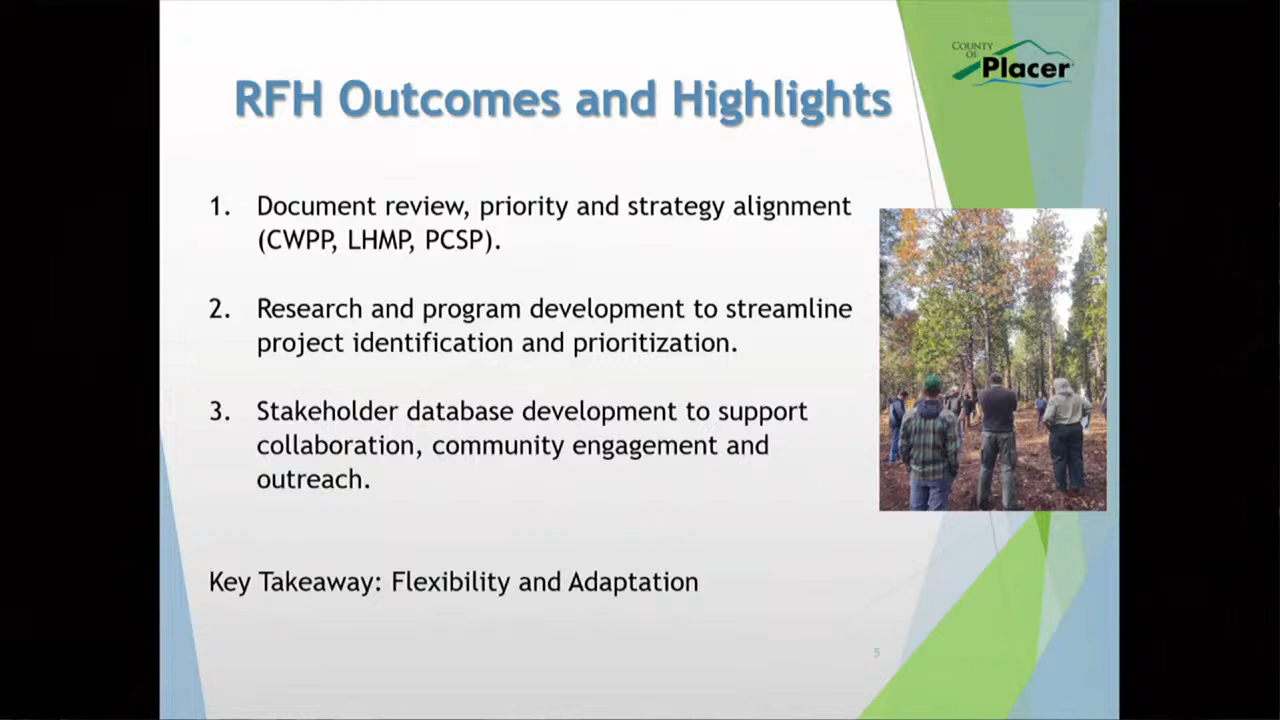 COUNTY
OF
Placer
RFH Outcomes and Highlights
1. Document review, priority and strategy alignment
(CWPP, LHMP, PCSP).
2. Research and program development to streamline
project identification and prioritization.
3. Stakeholder database development to support
collaboration, community engagement and
outreach.
Key Takeaway: Flexibility and Adaptation
5